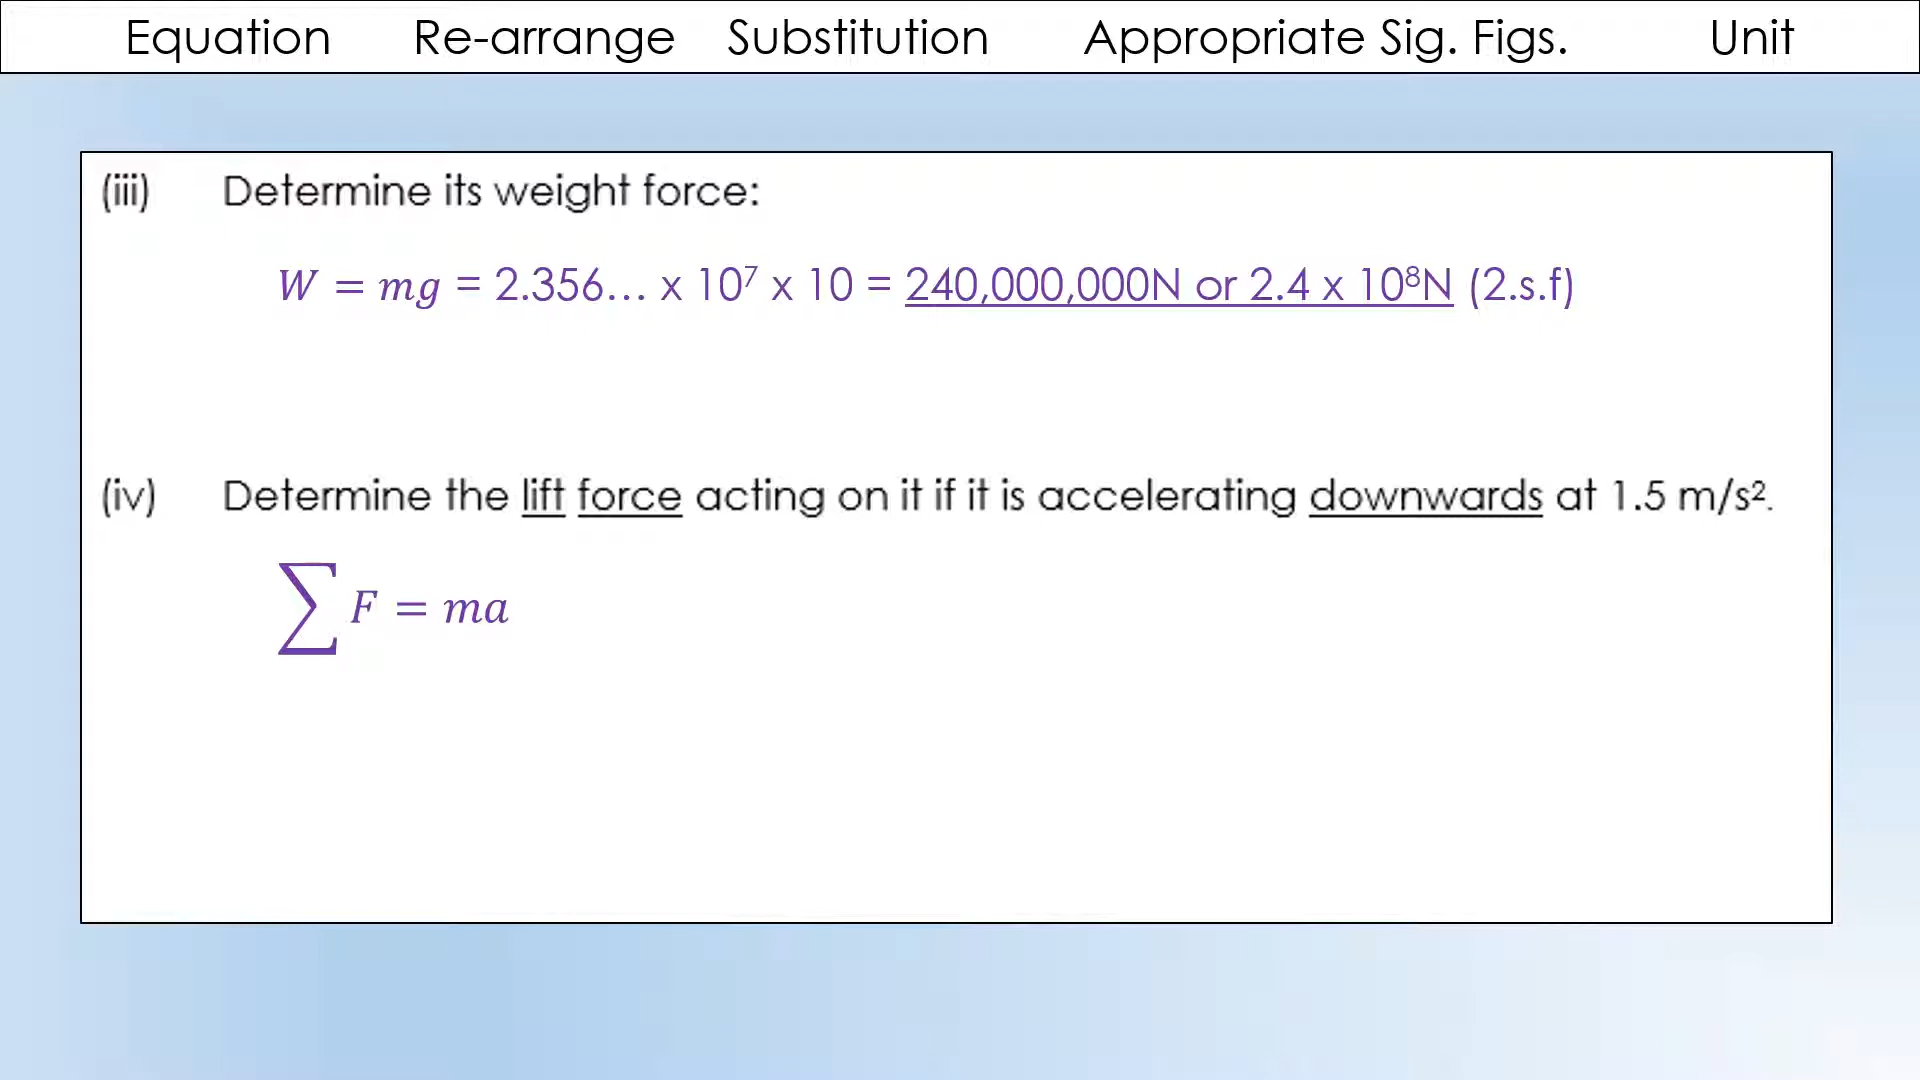 Equation Re-arrange Substitution Appropriate Sig. Figs. Unit
(iii) Determine its weight force:
W = mg = 2.356... x 10⁷ x 10 = 240,000,000N or 2.4 x 10⁸N (2.s.f)
(iv) Determine the lift force acting on it if it is accelerating downwards at 1.5 m/s².
∑ F = ma